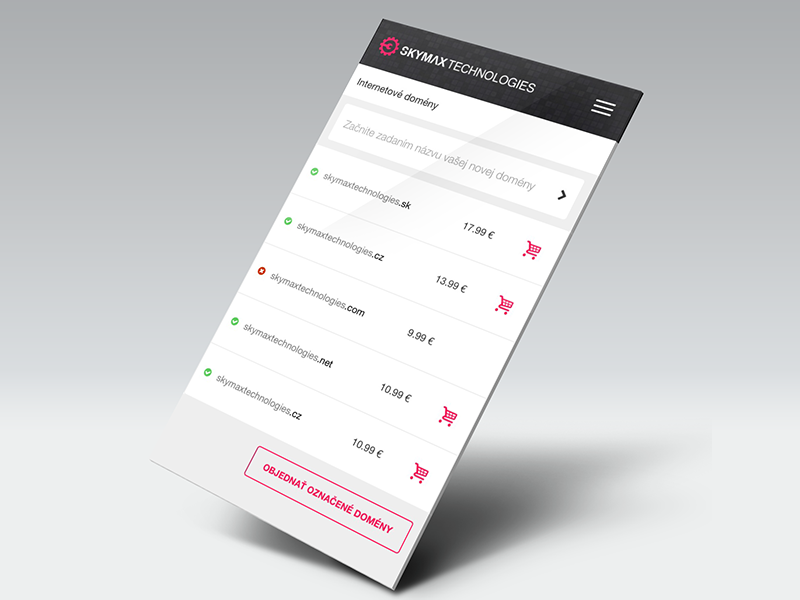 SKYMAX TECHNOLOGIES
Internetové domény
Začnite zadaním názvu vašej novej domény
skymaxtechnologies.sk 17.99 €
skymaxtechnologies.cz 13.99 €
skymaxtechnologies.com 9.99 €
skymaxtechnologies.net 10.99 €
skymaxtechnologies.cz 10.99 €
OBJEDNAŤ OZNAČENÉ DOMÉNY